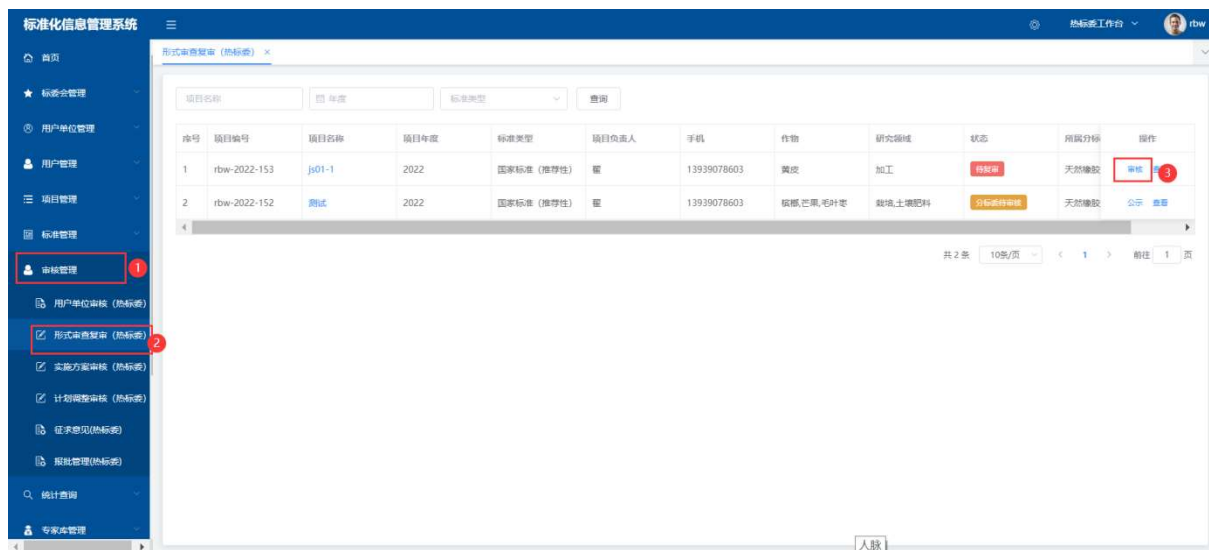 标准化信息管理系统
热标委工作台
rbw
首页
形式审查复审（热标委） ×
标委会管理
项目名称 年度 标准类型 查询
用户单位管理
序号 项目编号 项目名称 项目年度 标准类型 项目负责人 手机 作物 研究领域 状态 所属分标 操作
用户管理
1 rbw-2022-153 js01-1 2022 国家标准（推荐性） 翟 13939078603 黄皮 加工 待复审 天然橡胶 审核 3
项目管理
2 rbw-2022-152 测试 2022 国家标准（推荐性） 翟 13939078603 槟榔,芒果,毛叶枣 栽培,土壤肥料 分标委待审核 天然橡胶 公示 查看
标准管理
共 2 条 10条/页 < 1 > 前往 1 页
审核管理 1
用户单位审核（热标委）
形式审查复审（热标委） 2
实施方案审核（热标委）
计划调整审核（热标委）
征求意见(热标委)
报批管理(热标委)
统计查询
专家库管理
人脉